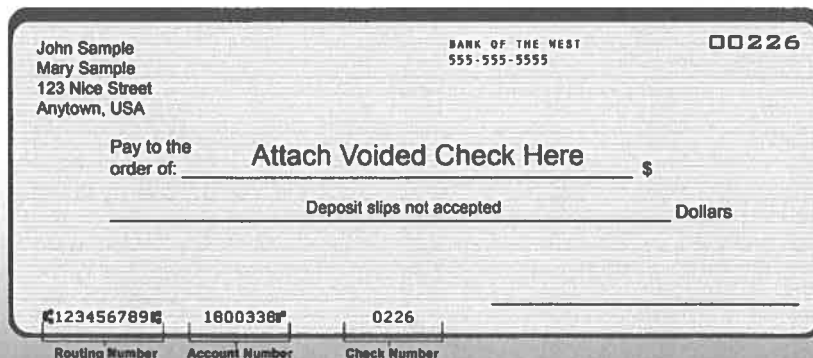 John Sample
Mary Sample
123 Nice Street
Anytown, USA
BANK OF THE WEST
555-555-5555
00226
Pay to the
order of: Attach Voided Check Here $
Deposit slips not accepted Dollars
⑆123456789⑆ 1800338⑈ 0226
Routing Number Account Number Check Number